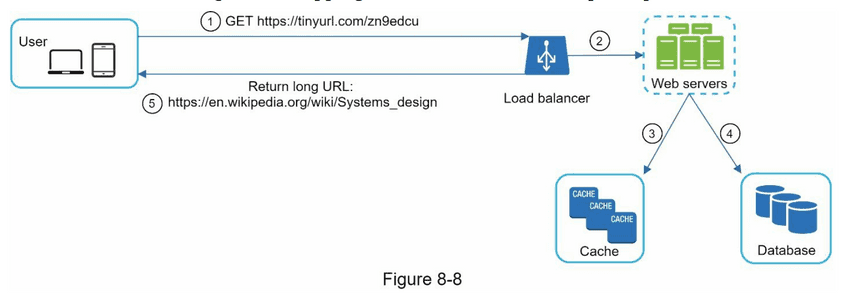 User
1 GET https://tinyurl.com/zn9edcu
2
Return long URL:
5 https://en.wikipedia.org/wiki/Systems_design
Load balancer
Web servers
3
4
CACHE
CACHE
CACHE
Cache
Database
Figure 8-8